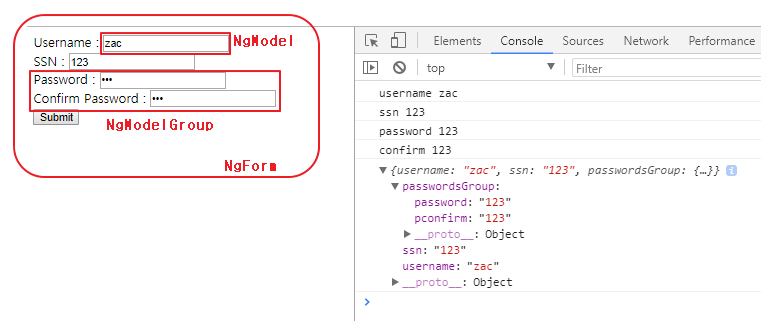 Username : zac NgModel
SSN : 123
Password : •••
Confirm Password : •••
Submit
NgModelGroup
NgForm
Elements Console Sources Network Performance
top ▼ Filter
username zac
ssn 123
password 123
confirm 123
▼{username: "zac", ssn: "123", passwordsGroup: {…}} i
▼passwordsGroup:
password: "123"
pconfirm: "123"
▶__proto__: Object
ssn: "123"
username: "zac"
▶__proto__: Object
>